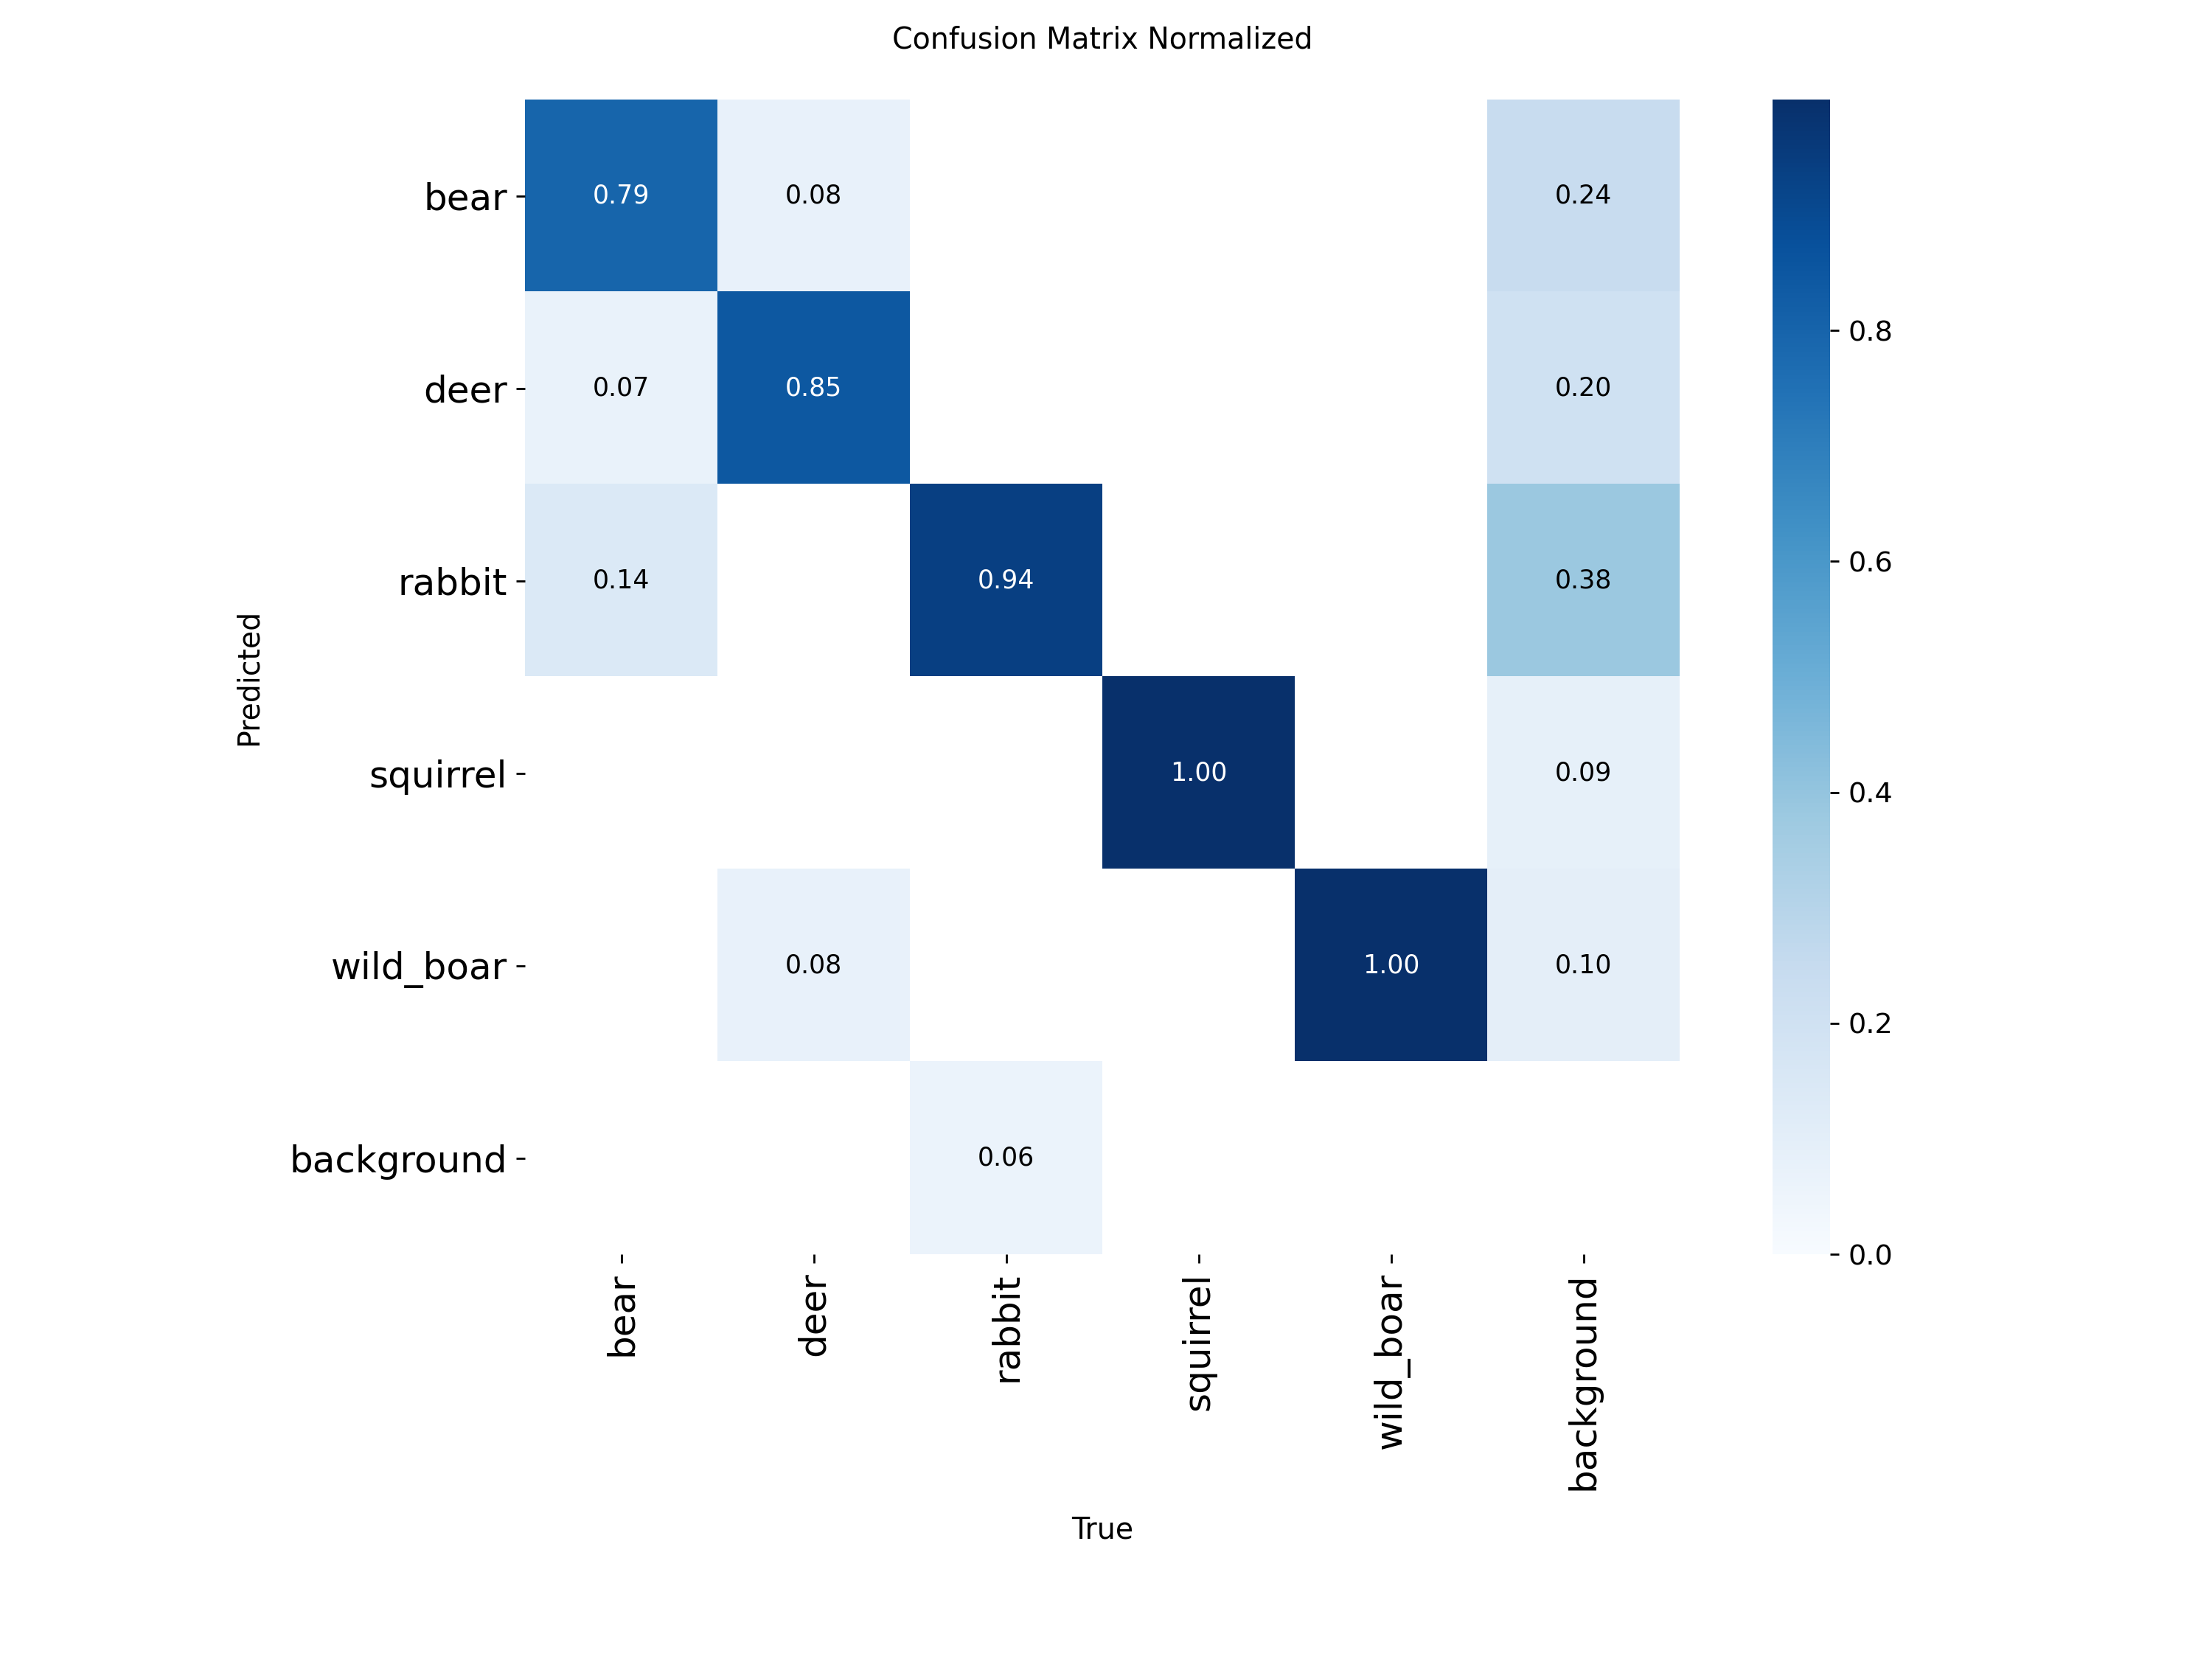 Confusion Matrix Normalized
bear
0.79
0.08
0.24
deer
0.07
0.85
0.20
rabbit
0.14
0.94
0.38
squirrel
1.00
0.09
wild_boar
0.08
1.00
0.10
background
0.06
Predicted
bear
deer
rabbit
squirrel
wild_boar
background
True
0.8
0.6
0.4
0.2
0.0